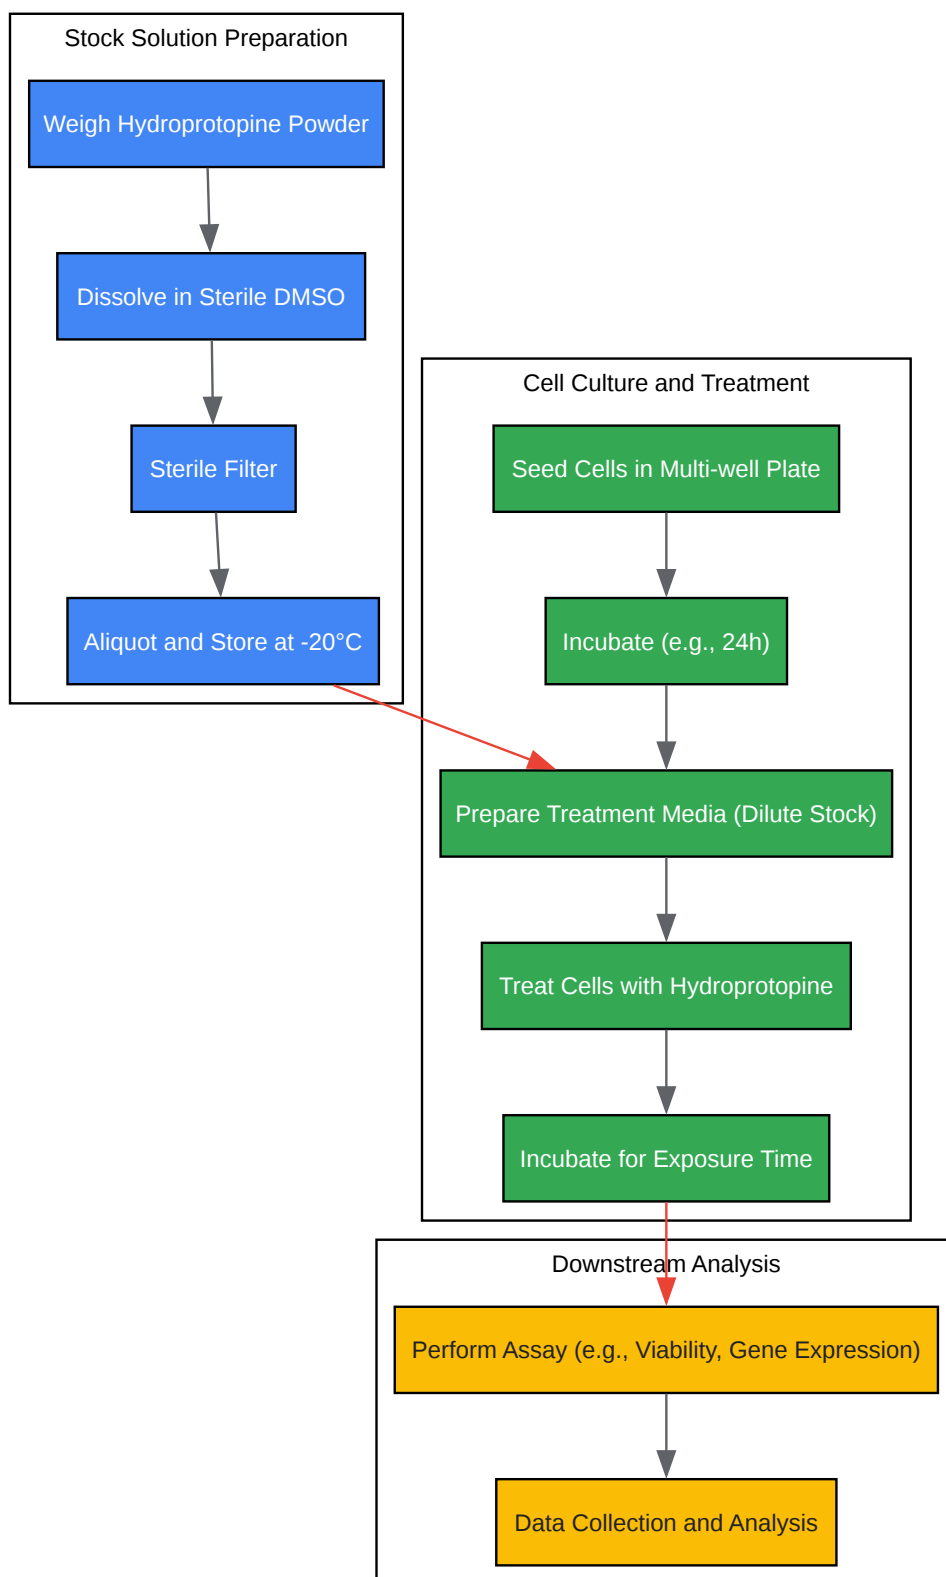 Stock Solution Preparation
Weigh Hydroprotopine Powder
Dissolve in Sterile DMSO
Sterile Filter
Aliquot and Store at -20°C
Cell Culture and Treatment
Seed Cells in Multi-well Plate
Incubate (e.g., 24h)
Prepare Treatment Media (Dilute Stock)
Treat Cells with Hydroprotopine
Incubate for Exposure Time
Downstream Analysis
Perform Assay (e.g., Viability, Gene Expression)
Data Collection and Analysis